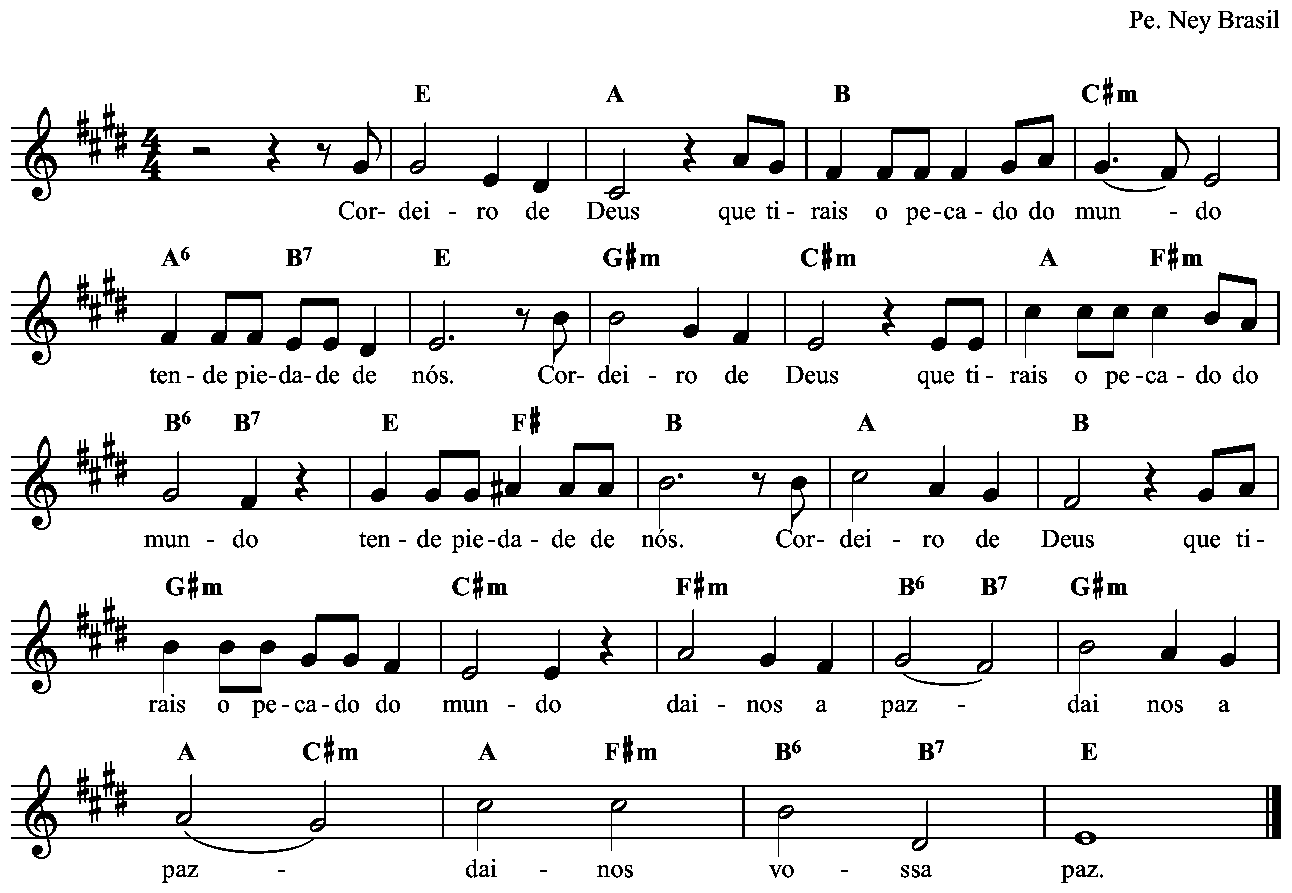 Pe. Ney Brasil
E A B C♯m
4/4
Cor- dei - ro de Deus que ti- rais o pe-ca- do do mun - do
A6 B7 E G♯m C♯m A F♯m
ten- de pie-da- de de nós. Cor- dei - ro de Deus que ti- rais o pe-ca- do do
B6 B7 E F♯ B A B
mun - do ten- de pie-da- de de nós. Cor- dei - ro de Deus que ti-
G♯m C♯m F♯m B6 B7 G♯m
rais o pe-ca- do do mun- do dai - nos a paz - dai nos a
A C♯m A F♯m B6 B7 E
paz - dai - nos vo - ssa paz.